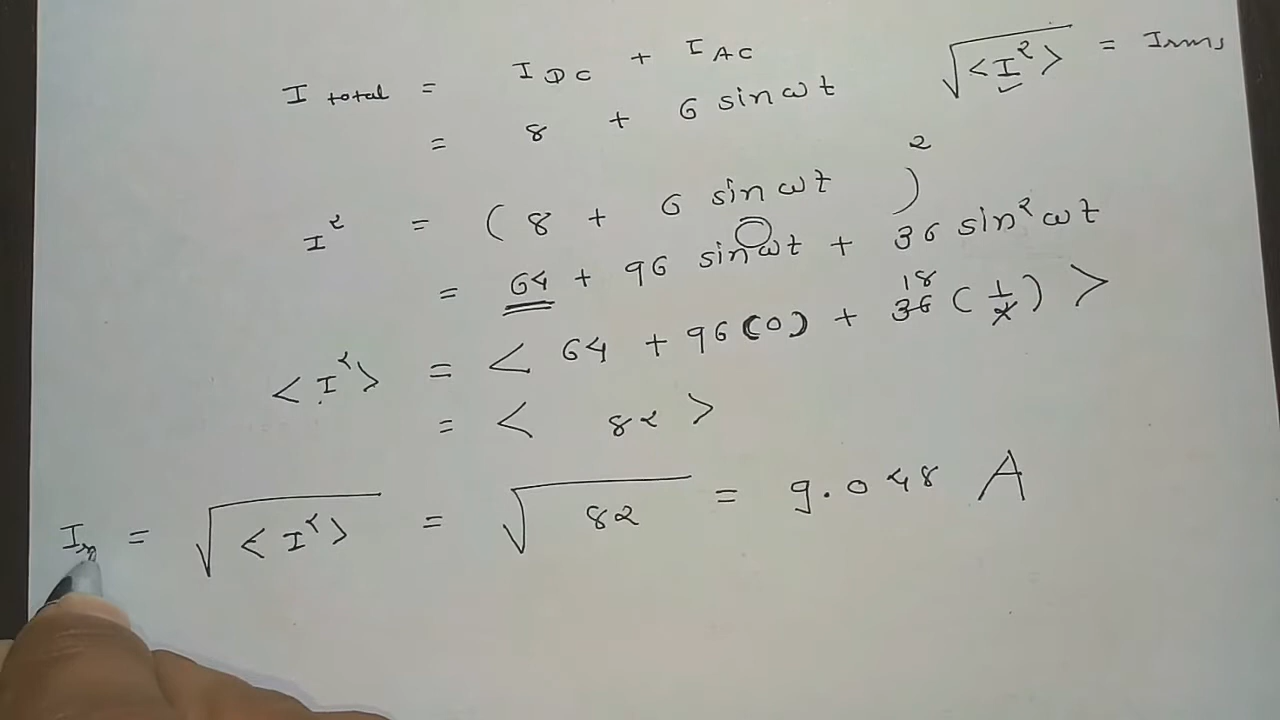 I total = I DC + I AC
√<I²> = Irms
= 8 + 6 sin ωt
I² = ( 8 + 6 sin ωt )²
= 64 + 96 sin ωt + 36 sin² ωt
<I²> = < 64 + 96(0) + 36 18 (1/2) >
= < 82 >
I = √<I²> = √82 = 9.048 A